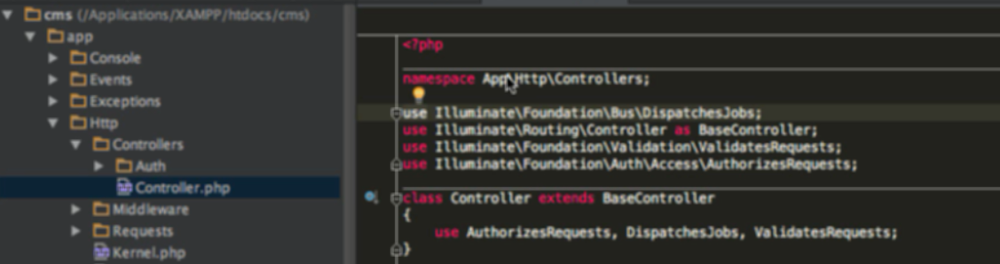 cms (/Applications/XAMPP/htdocs/cms)
app
Console
Events
Exceptions
Http
Controllers
Auth
Controller.php
Middleware
Requests
Kernel.php
<?php
namespace App\Http\Controllers;
use Illuminate\Foundation\Bus\DispatchesJobs;
use Illuminate\Routing\Controller as BaseController;
use Illuminate\Foundation\Validation\ValidatesRequests;
use Illuminate\Foundation\Auth\Access\AuthorizesRequests;
class Controller extends BaseController
{
use AuthorizesRequests, DispatchesJobs, ValidatesRequests;
}